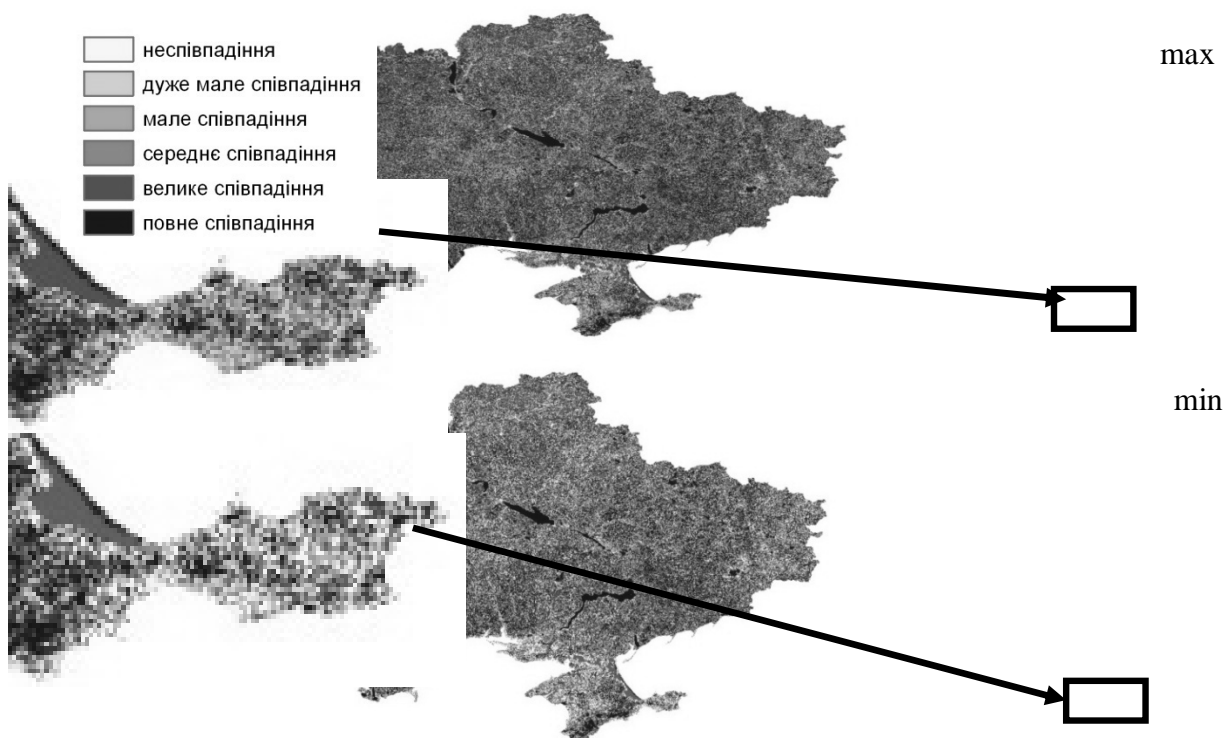 неспівпадіння
дуже мале співпадіння
мале співпадіння
середнє співпадіння
велике співпадіння
повне співпадіння
max
min